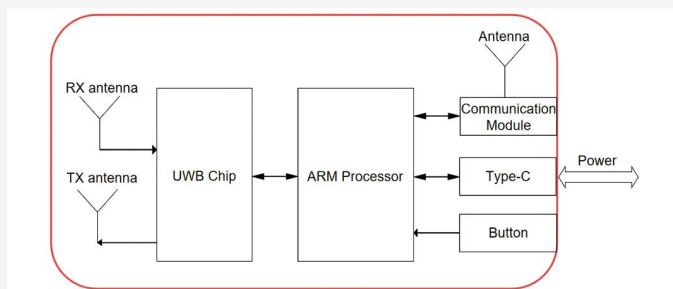 Antenna
RX antenna
Communication
Module
TX antenna
UWB Chip
ARM Processor
Type-C
Power
Button